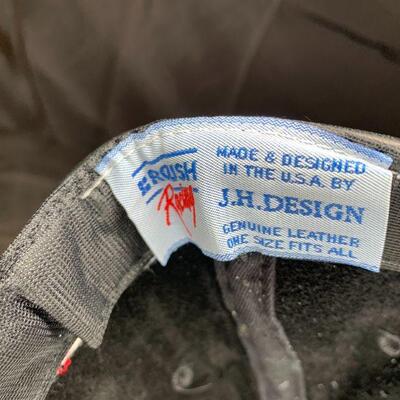 ROUSH
Racing
MADE & DESIGNED
IN THE U.S.A. BY
J.H. DESIGN
GENUINE LEATHER
ONE SIZE FITS ALL